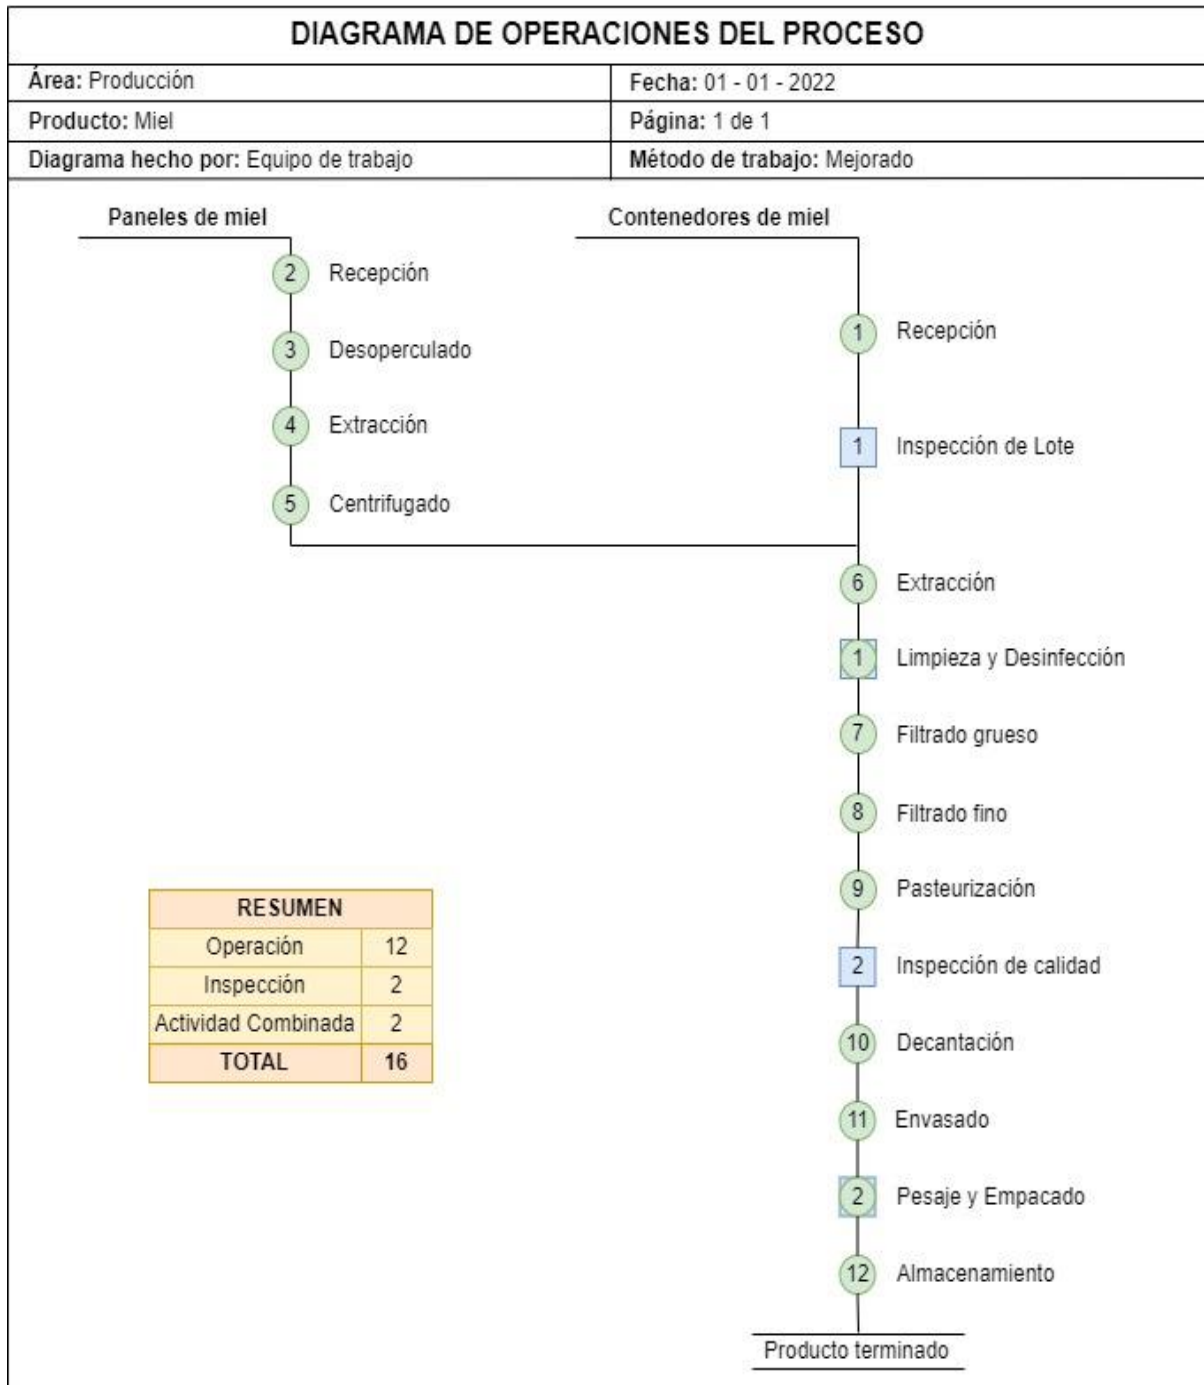 DIAGRAMA DE OPERACIONES DEL PROCESO
Área: Producción
Fecha: 01 - 01 - 2022
Producto: Miel
Página: 1 de 1
Diagrama hecho por: Equipo de trabajo
Método de trabajo: Mejorado
Paneles de miel
2 Recepción
3 Desoperculado
4 Extracción
5 Centrifugado
Contenedores de miel
1 Recepción
1 Inspección de Lote
6 Extracción
1 Limpieza y Desinfección
7 Filtrado grueso
8 Filtrado fino
9 Pasteurización
2 Inspección de calidad
10 Decantación
11 Envasado
2 Pesaje y Empacado
12 Almacenamiento
Producto terminado
RESUMEN
Operación 12
Inspección 2
Actividad Combinada 2
TOTAL 16